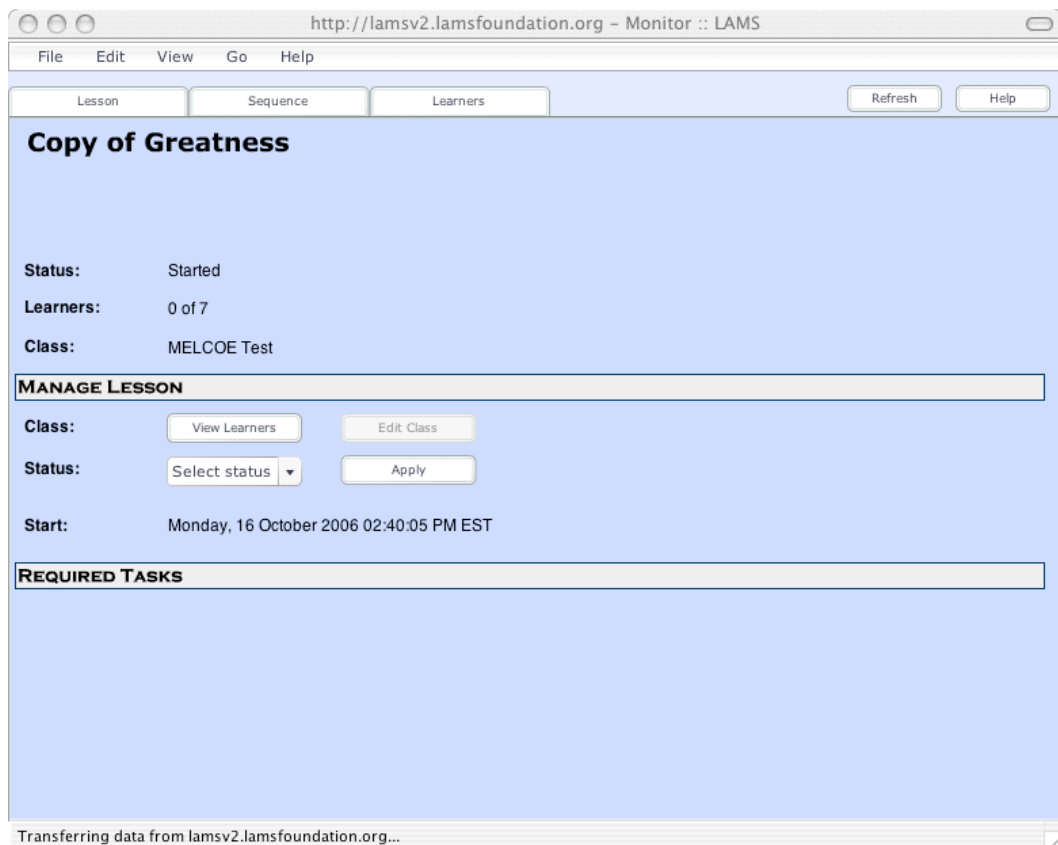 http://lamsv2.lamsfoundation.org – Monitor :: LAMS
File Edit View Go Help
Lesson Sequence Learners Refresh Help
Copy of Greatness
Status: Started
Learners: 0 of 7
Class: MELCOE Test
MANAGE LESSON
Class: View Learners Edit Class
Status: Select status Apply
Start: Monday, 16 October 2006 02:40:05 PM EST
REQUIRED TASKS
Transferring data from lamsv2.lamsfoundation.org...